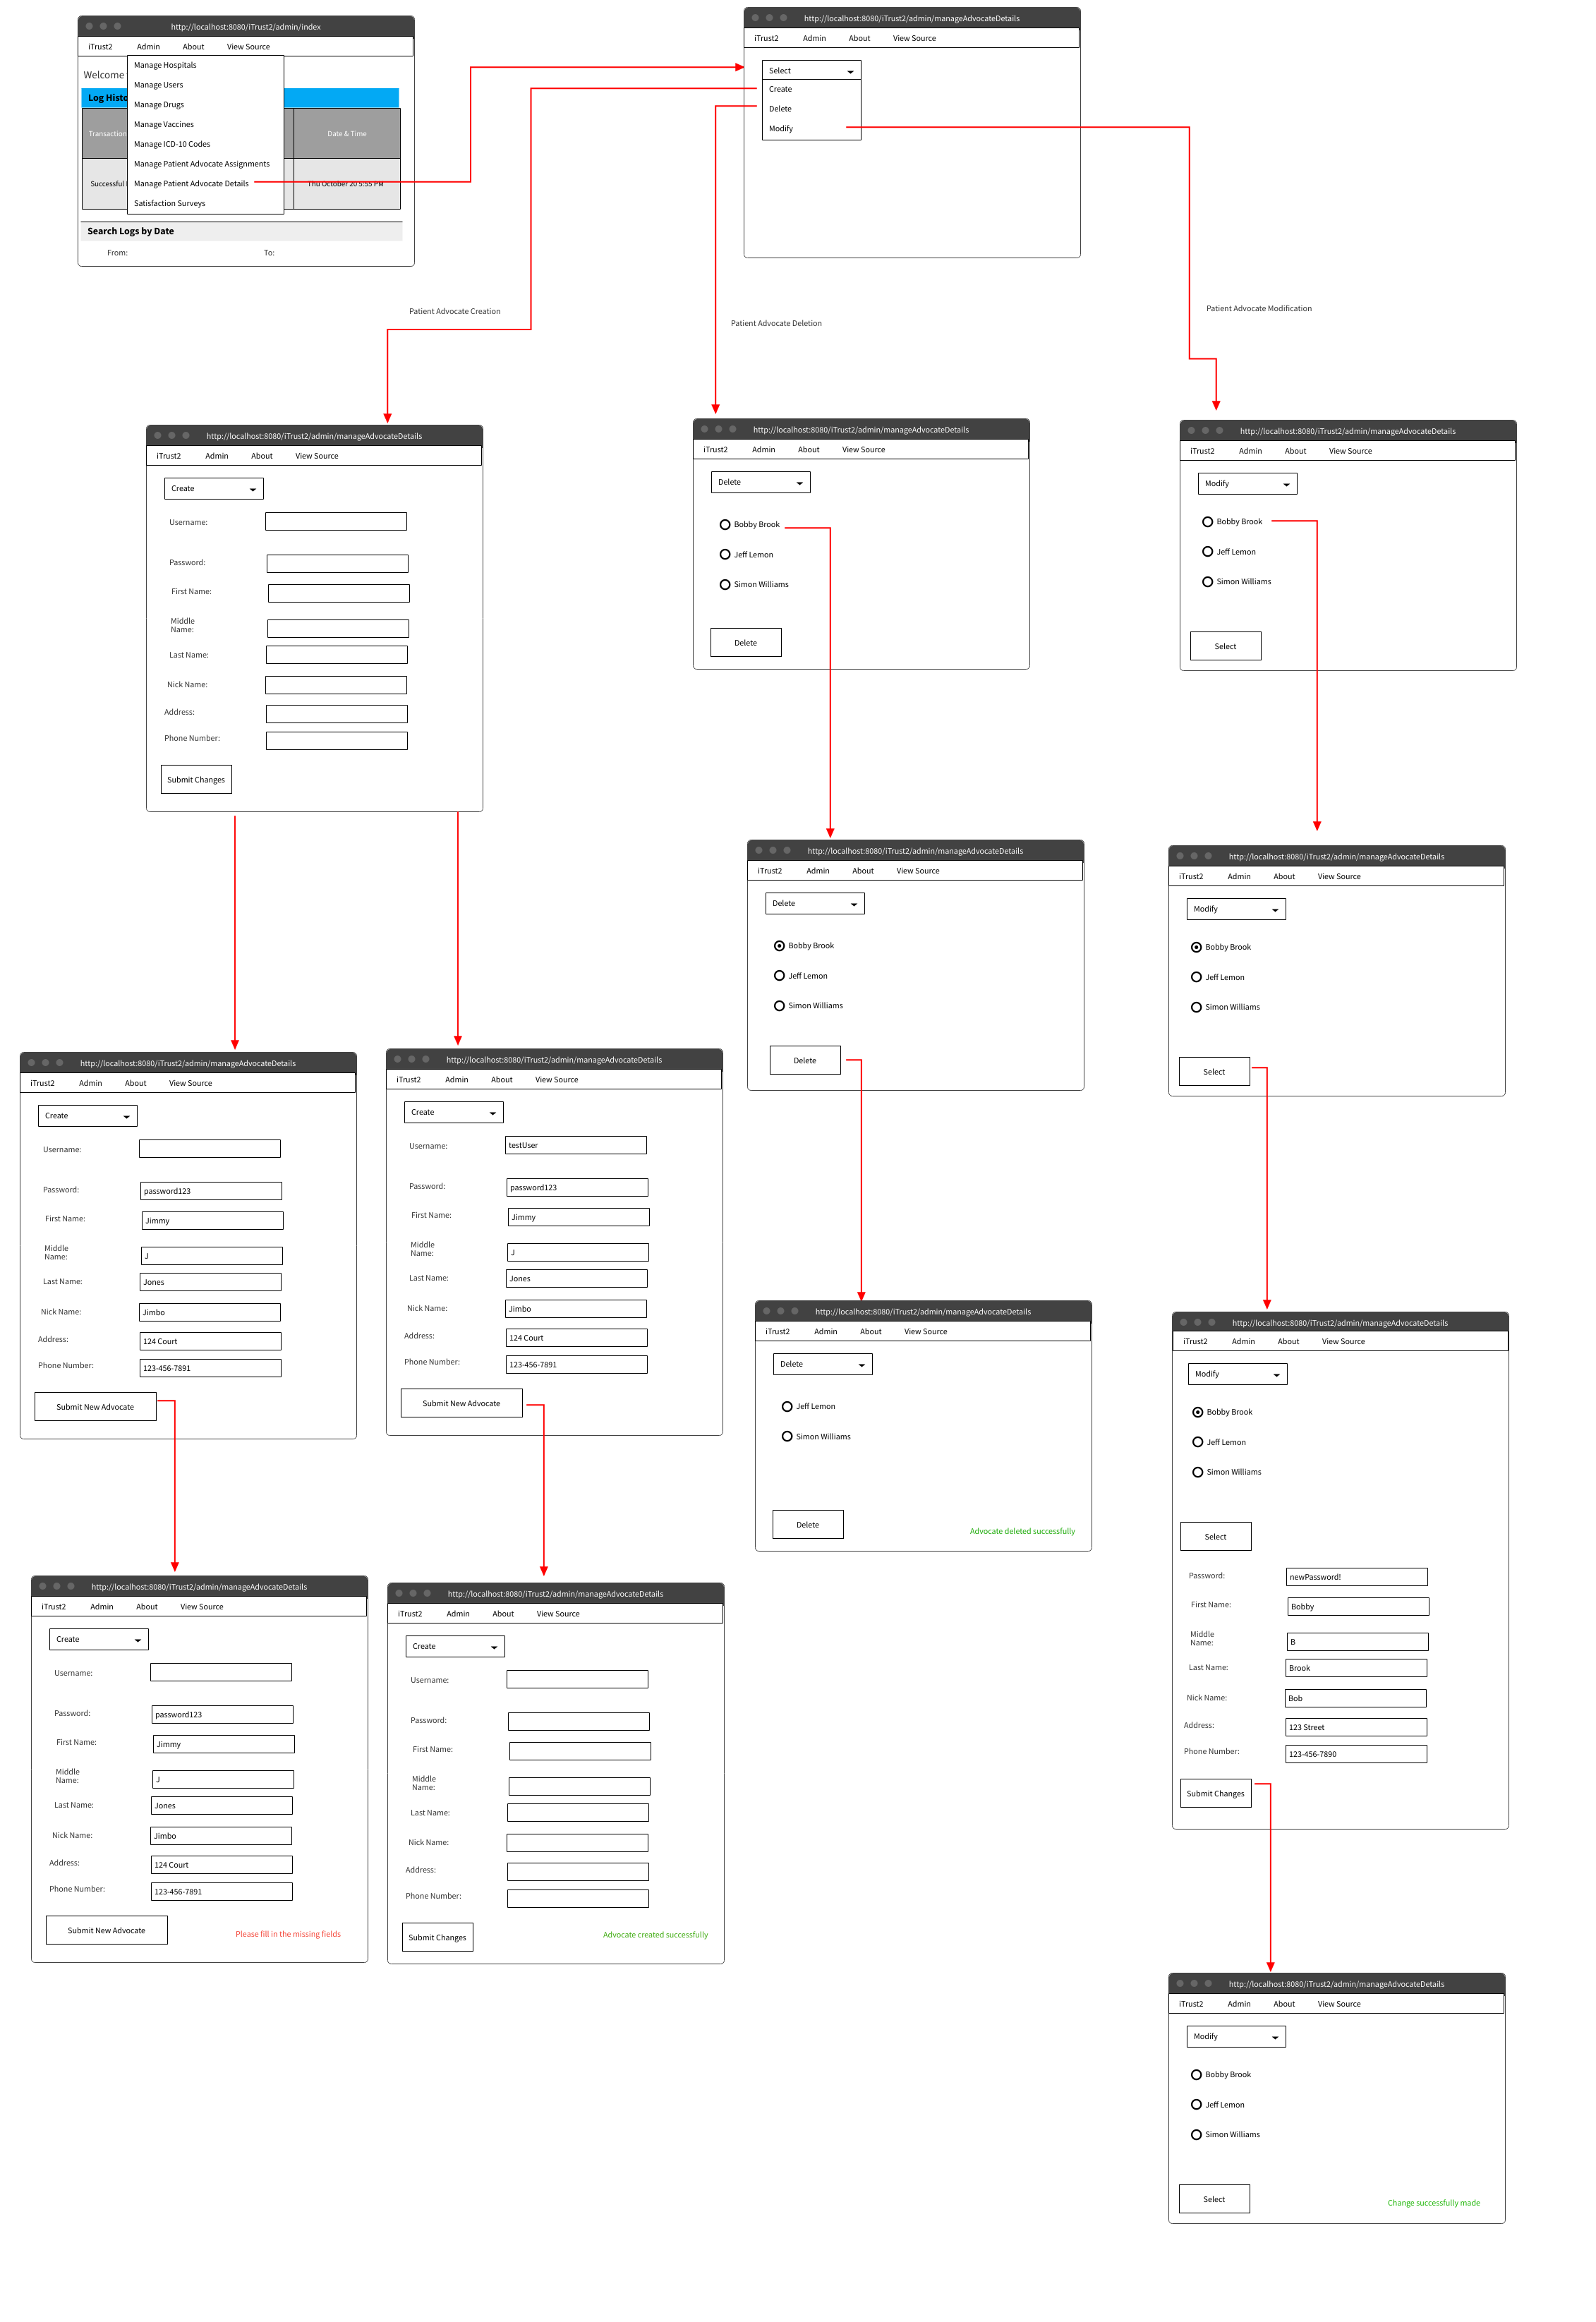 http://localhost:8080/iTrust2/admin/index
iTrust2 Admin About View Source
Manage Hospitals
Welcome
Manage Users
Log Histo
Manage Drugs
Manage Vaccines
Transaction
Date & Time
Manage ICD-10 Codes
Manage Patient Advocate Assignments
Successful
Manage Patient Advocate Details
Thu October 20 5:55 PM
Satisfaction Surveys
Search Logs by Date
From: To:
http://localhost:8080/iTrust2/admin/manageAdvocateDetails
iTrust2 Admin About View Source
Select
Create
Delete
Modify
Patient Advocate Creation
Patient Advocate Deletion
Patient Advocate Modification
http://localhost:8080/iTrust2/admin/manageAdvocateDetails
iTrust2 Admin About View Source
Create
Username:
Password:
First Name:
Middle
Name:
Last Name:
Nick Name:
Address:
Phone Number:
Submit Changes
http://localhost:8080/iTrust2/admin/manageAdvocateDetails
iTrust2 Admin About View Source
Delete
Bobby Brook
Jeff Lemon
Simon Williams
Delete
http://localhost:8080/iTrust2/admin/manageAdvocateDetails
iTrust2 Admin About View Source
Modify
Bobby Brook
Jeff Lemon
Simon Williams
Select
http://localhost:8080/iTrust2/admin/manageAdvocateDetails
iTrust2 Admin About View Source
Delete
Bobby Brook
Jeff Lemon
Simon Williams
Delete
http://localhost:8080/iTrust2/admin/manageAdvocateDetails
iTrust2 Admin About View Source
Modify
Bobby Brook
Jeff Lemon
Simon Williams
Select
http://localhost:8080/iTrust2/admin/manageAdvocateDetails
iTrust2 Admin About View Source
Create
Username:
Password: password123
First Name: Jimmy
Middle
Name: J
Last Name: Jones
Nick Name: Jimbo
Address: 124 Court
Phone Number: 123-456-7891
Submit New Advocate
http://localhost:8080/iTrust2/admin/manageAdvocateDetails
iTrust2 Admin About View Source
Create
Username: testUser
Password: password123
First Name: Jimmy
Middle
Name: J
Last Name: Jones
Nick Name: Jimbo
Address: 124 Court
Phone Number: 123-456-7891
Submit New Advocate
http://localhost:8080/iTrust2/admin/manageAdvocateDetails
iTrust2 Admin About View Source
Delete
Jeff Lemon
Simon Williams
Delete
Advocate deleted successfully
http://localhost:8080/iTrust2/admin/manageAdvocateDetails
iTrust2 Admin About View Source
Modify
Bobby Brook
Jeff Lemon
Simon Williams
Select
Password: newPassword!
First Name: Bobby
Middle
Name: B
Last Name: Brook
Nick Name: Bob
Address: 123 Street
Phone Number: 123-456-7890
Submit Changes
http://localhost:8080/iTrust2/admin/manageAdvocateDetails
iTrust2 Admin About View Source
Create
Username:
Password: password123
First Name: Jimmy
Middle
Name: J
Last Name: Jones
Nick Name: Jimbo
Address: 124 Court
Phone Number: 123-456-7891
Submit New Advocate
Please fill in the missing fields
http://localhost:8080/iTrust2/admin/manageAdvocateDetails
iTrust2 Admin About View Source
Create
Username:
Password:
First Name:
Middle
Name:
Last Name:
Nick Name:
Address:
Phone Number:
Submit Changes
Advocate created successfully
http://localhost:8080/iTrust2/admin/manageAdvocateDetails
iTrust2 Admin About View Source
Modify
Bobby Brook
Jeff Lemon
Simon Williams
Select
Change successfully made